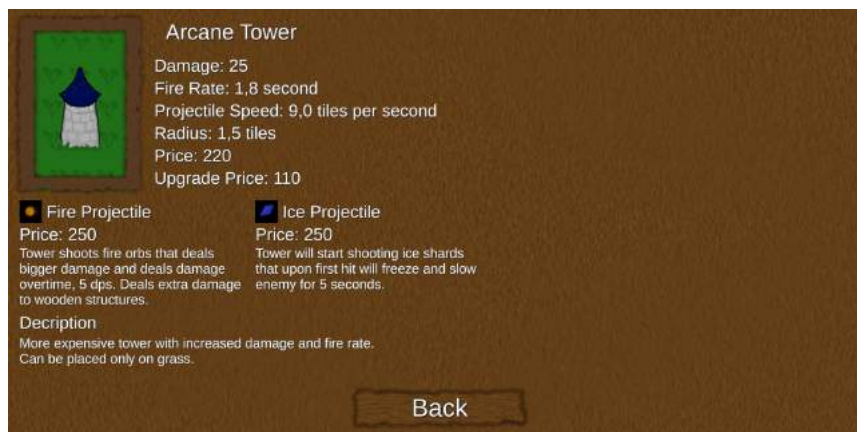 Arcane Tower
Damage: 25
Fire Rate: 1,8 second
Projectile Speed: 9,0 tiles per second
Radius: 1,5 tiles
Price: 220
Upgrade Price: 110
Fire Projectile
Price: 250
Tower shoots fire orbs that deals
bigger damage and deals damage
overtime, 5 dps. Deals extra damage
to wooden structures.
Ice Projectile
Price: 250
Tower will start shooting ice shards
that upon first hit will freeze and slow
enemy for 5 seconds.
Decription
More expensive tower with increased damage and fire rate.
Can be placed only on grass.
Back